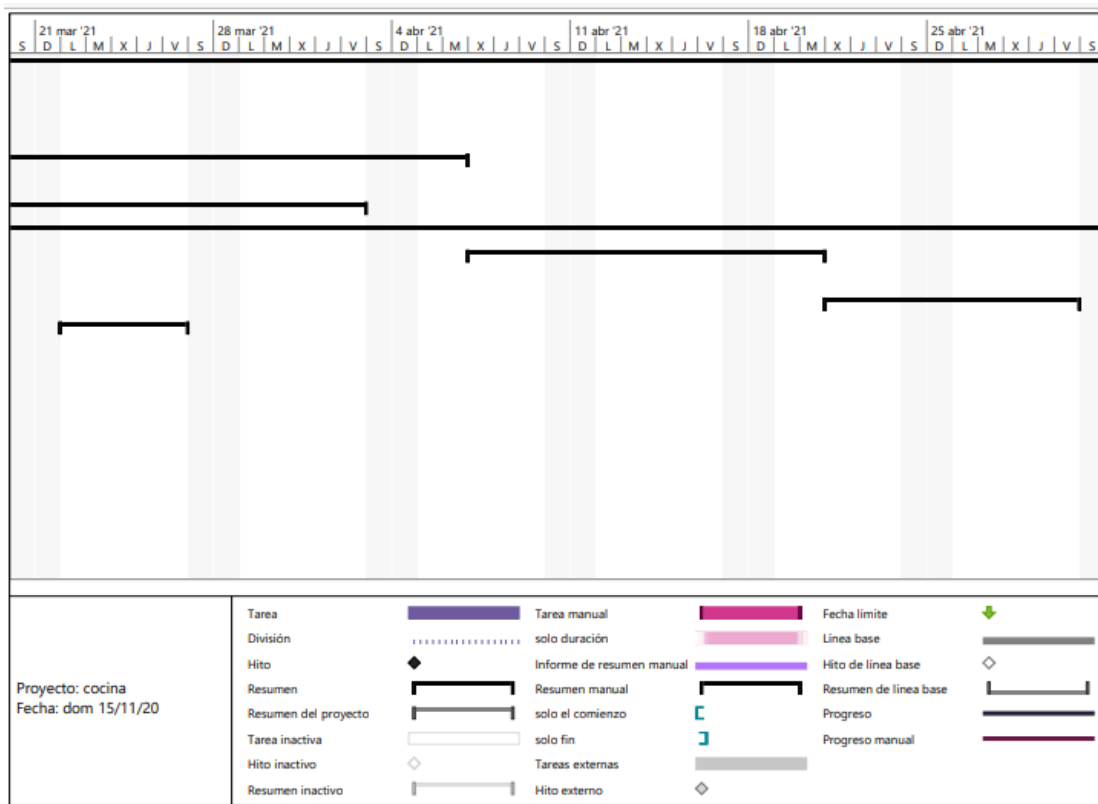 21 mar '21 28 mar '21 4 abr '21 11 abr '21 18 abr '21 25 abr '21
S D L M X J V S D L M X J V S D L M X J V S D L M X J V S D L M X J V S D L M X J V S
Tarea Tarea manual Fecha límite
División solo duración Línea base
Hito Informe de resumen manual Hito de línea base
Proyecto: cocina
Fecha: dom 15/11/20
Resumen Resumen manual Resumen de línea base
Resumen del proyecto solo el comienzo Progreso
Tarea inactiva solo fin Progreso manual
Hito inactivo Tareas externas
Resumen inactivo Hito externo